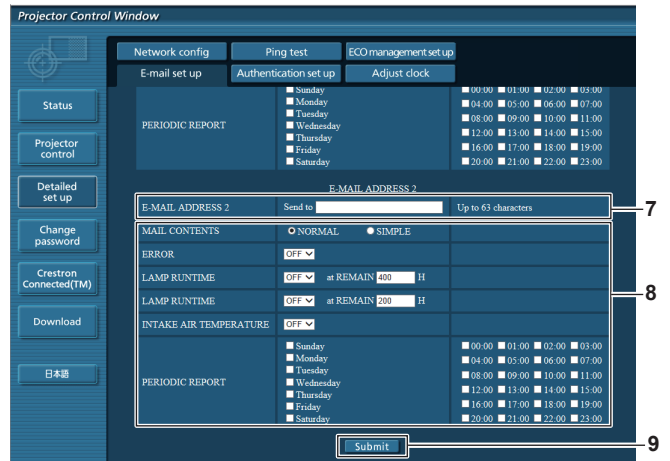 Projector Control Window
Network config Ping test ECO management set up
E-mail set up Authentication set up Adjust clock
Status
Projector control
Detailed set up
Change password
Crestron Connected(TM)
Download
日本語
PERIODIC REPORT
Sunday
Monday
Tuesday
Wednesday
Thursday
Friday
Saturday
00:00 01:00 02:00 03:00
04:00 05:00 06:00 07:00
08:00 09:00 10:00 11:00
12:00 13:00 14:00 15:00
16:00 17:00 18:00 19:00
20:00 21:00 22:00 23:00
E-MAIL ADDRESS 2
E-MAIL ADDRESS 2 Send to Up to 63 characters
7
MAIL CONTENTS NORMAL SIMPLE
ERROR OFF
LAMP RUNTIME OFF at REMAIN 400 H
8
LAMP RUNTIME OFF at REMAIN 200 H
INTAKE AIR TEMPERATURE OFF
PERIODIC REPORT
Sunday
Monday
Tuesday
Wednesday
Thursday
Friday
Saturday
00:00 01:00 02:00 03:00
04:00 05:00 06:00 07:00
08:00 09:00 10:00 11:00
12:00 13:00 14:00 15:00
16:00 17:00 18:00 19:00
20:00 21:00 22:00 23:00
Submit
9